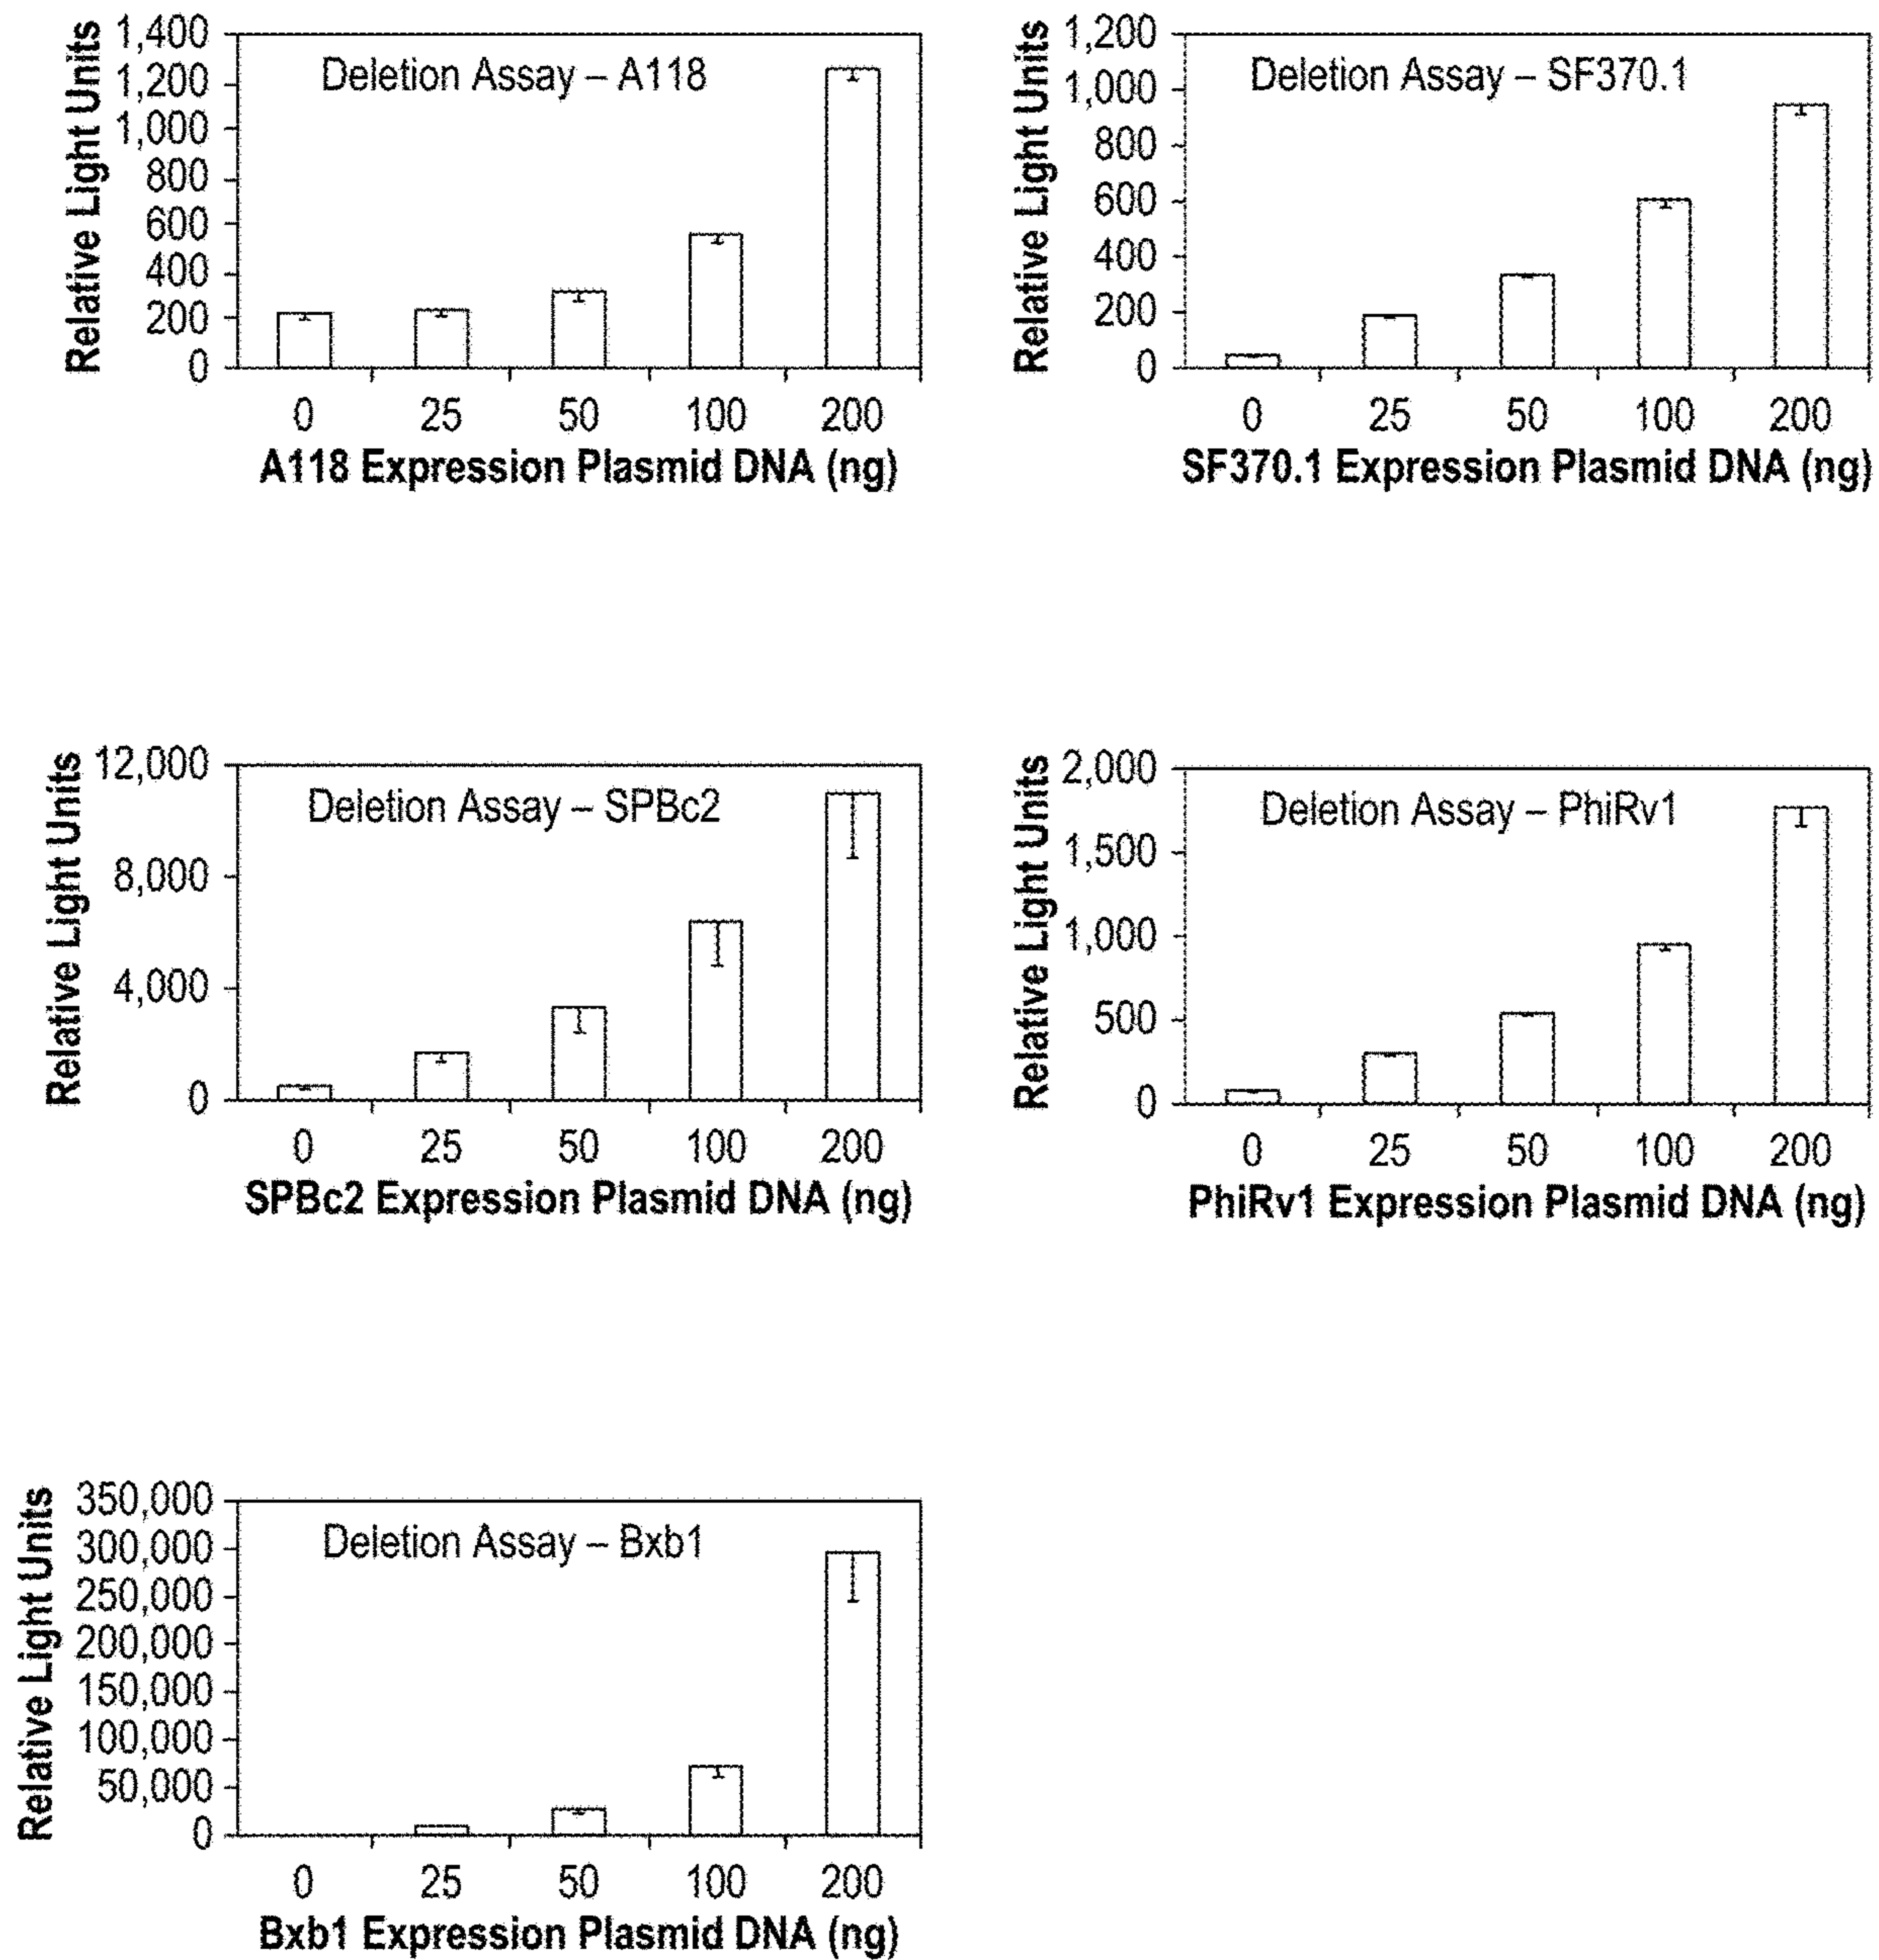 Relative Light Units
1,400
1,200
1,000
800
600
400
200
0
Deletion Assay – A118
0 25 50 100 200
A118 Expression Plasmid DNA (ng)
Relative Light Units
1,200
1,000
800
600
400
200
0
Deletion Assay – SF370.1
0 25 50 100 200
SF370.1 Expression Plasmid DNA (ng)
Relative Light Units
12,000
8,000
4,000
0
Deletion Assay – SPBc2
0 25 50 100 200
SPBc2 Expression Plasmid DNA (ng)
Relative Light Units
2,000
1,500
1,000
500
0
Deletion Assay – PhiRv1
0 25 50 100 200
PhiRv1 Expression Plasmid DNA (ng)
Relative Light Units
350,000
300,000
250,000
200,000
150,000
100,000
50,000
0
Deletion Assay – Bxb1
0 25 50 100 200
Bxb1 Expression Plasmid DNA (ng)